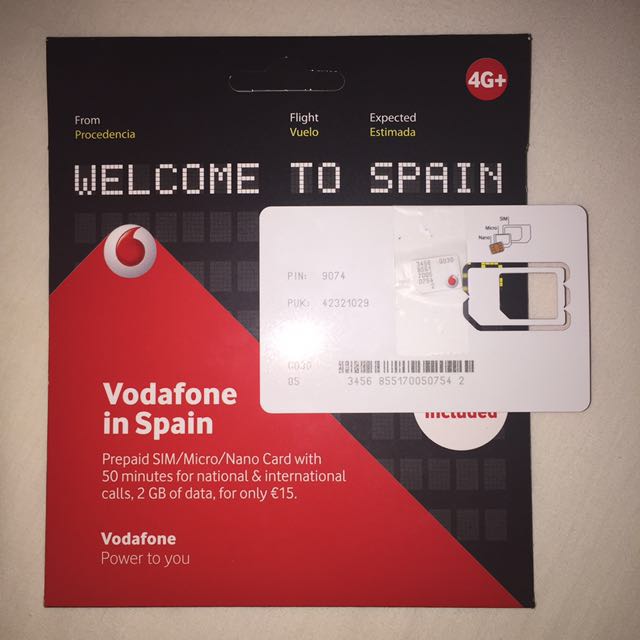 4G+
From
Procedencia
Flight
Vuelo
Expected
Estimada
WELCOME TO SPAIN
SIM
Micro
Nano
PIN: 9074
PUK: 42321029
G030
05
3456 855170050754 2
included
Vodafone
in Spain
Prepaid SIM/Micro/Nano Card with
50 minutes for national & international
calls, 2 GB of data, for only €15.
Vodafone
Power to you